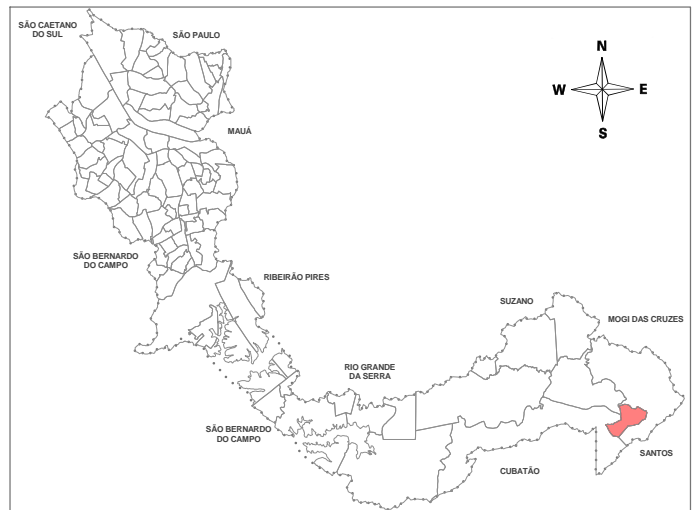 SÃO CAETANO
DO SUL
SÃO PAULO
N
W
E
S
MAUÁ
SÃO BERNARDO
DO CAMPO
RIBEIRÃO PIRES
SUZANO
MOGI DAS CRUZES
RIO GRANDE
DA SERRA
SÃO BERNARDO
DO CAMPO
SANTOS
CUBATÃO